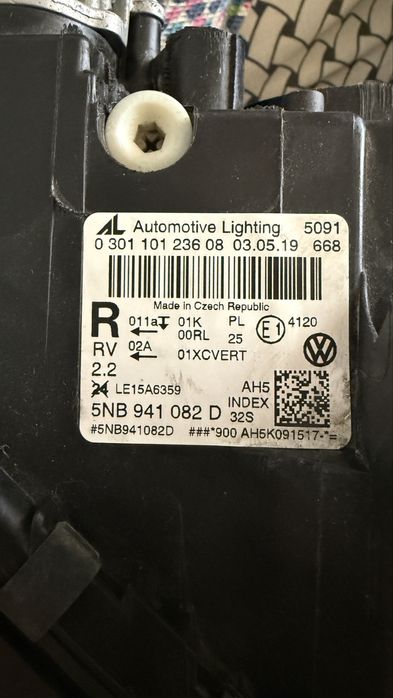 AL Automotive Lighting 5091
0 301 101 236 08 03.05.19 668
Made in Czech Republic
R 011a 01K PL E1 4120
00RL 25
RV 02A 01XCVERT
2.2
24 LE15A6359 AH5
5NB 941 082 D INDEX 32S
#5NB941082D ###*900 AH5K091517-*=